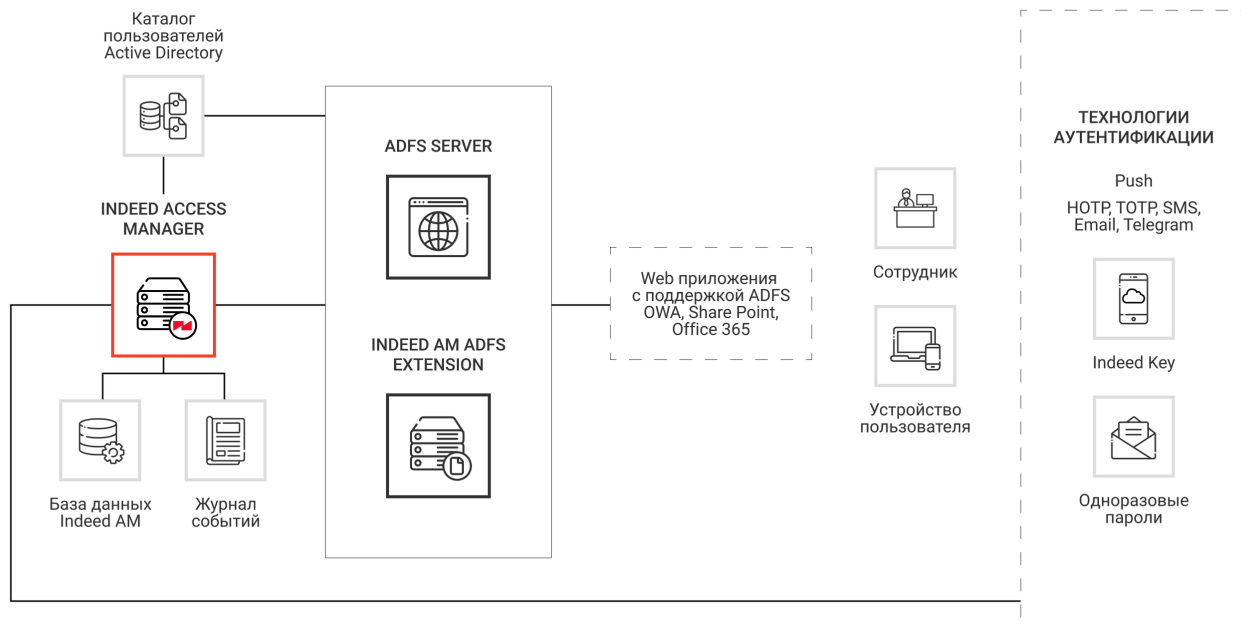 Каталог
пользователей
Active Directory
INDEED ACCESS
MANAGER
База данных
Indeed AM
Журнал
событий
ADFS SERVER
INDEED AM ADFS
EXTENSION
Web приложения
с поддержкой ADFS
OWA, Share Point,
Office 365
Сотрудник
Устройство
пользователя
ТЕХНОЛОГИИ
АУТЕНТИФИКАЦИИ
Push
HOTP, TOTP, SMS,
Email, Telegram
Indeed Key
Одноразовые
пароли